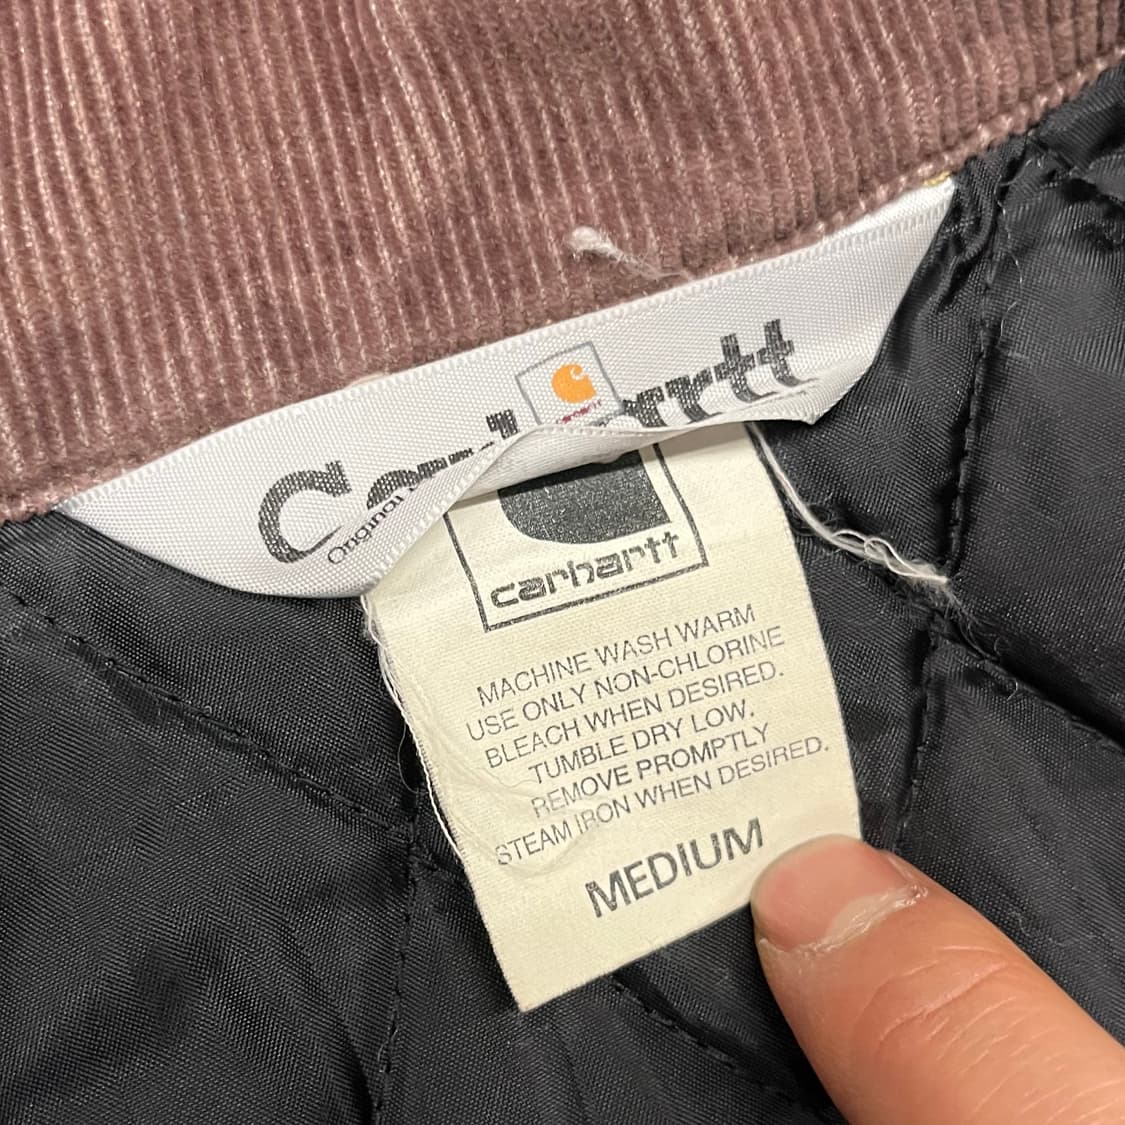 Carhartt
carhartt
MACHINE WASH WARM
USE ONLY NON-CHLORINE
BLEACH WHEN DESIRED.
TUMBLE DRY LOW.
REMOVE PROMPTLY
STEAM IRON WHEN DESIRED.
MEDIUM